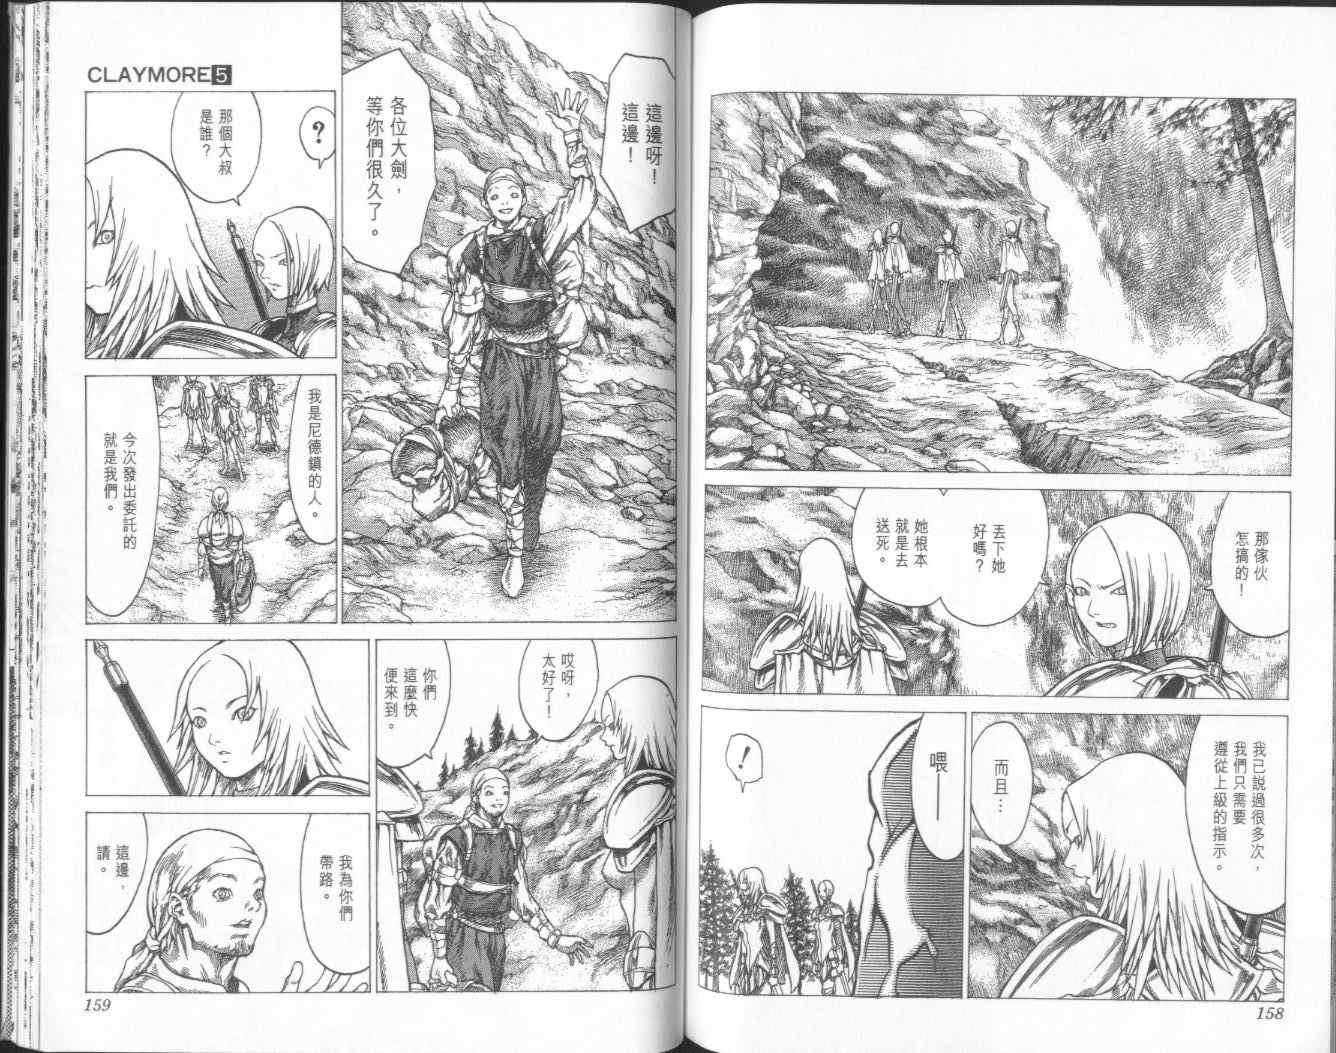 那傢伙
怎搞的！
丟下她
好嗎？
她根本
就是去
送死。
我已說過很多次，
我們只需要
遵從上級的指示。
而且…
喂——
！
158
CLAYMORE5
這邊呀！
這邊！
各位大劍，
等你們很久了。
？
那個大叔
是誰？
我是尼德鎮的人。
今次發出委託的
就是我們。
哎呀，
太好了！
你們
這麼快
便來到。
我為你們
帶路。
這邊，
請。
159